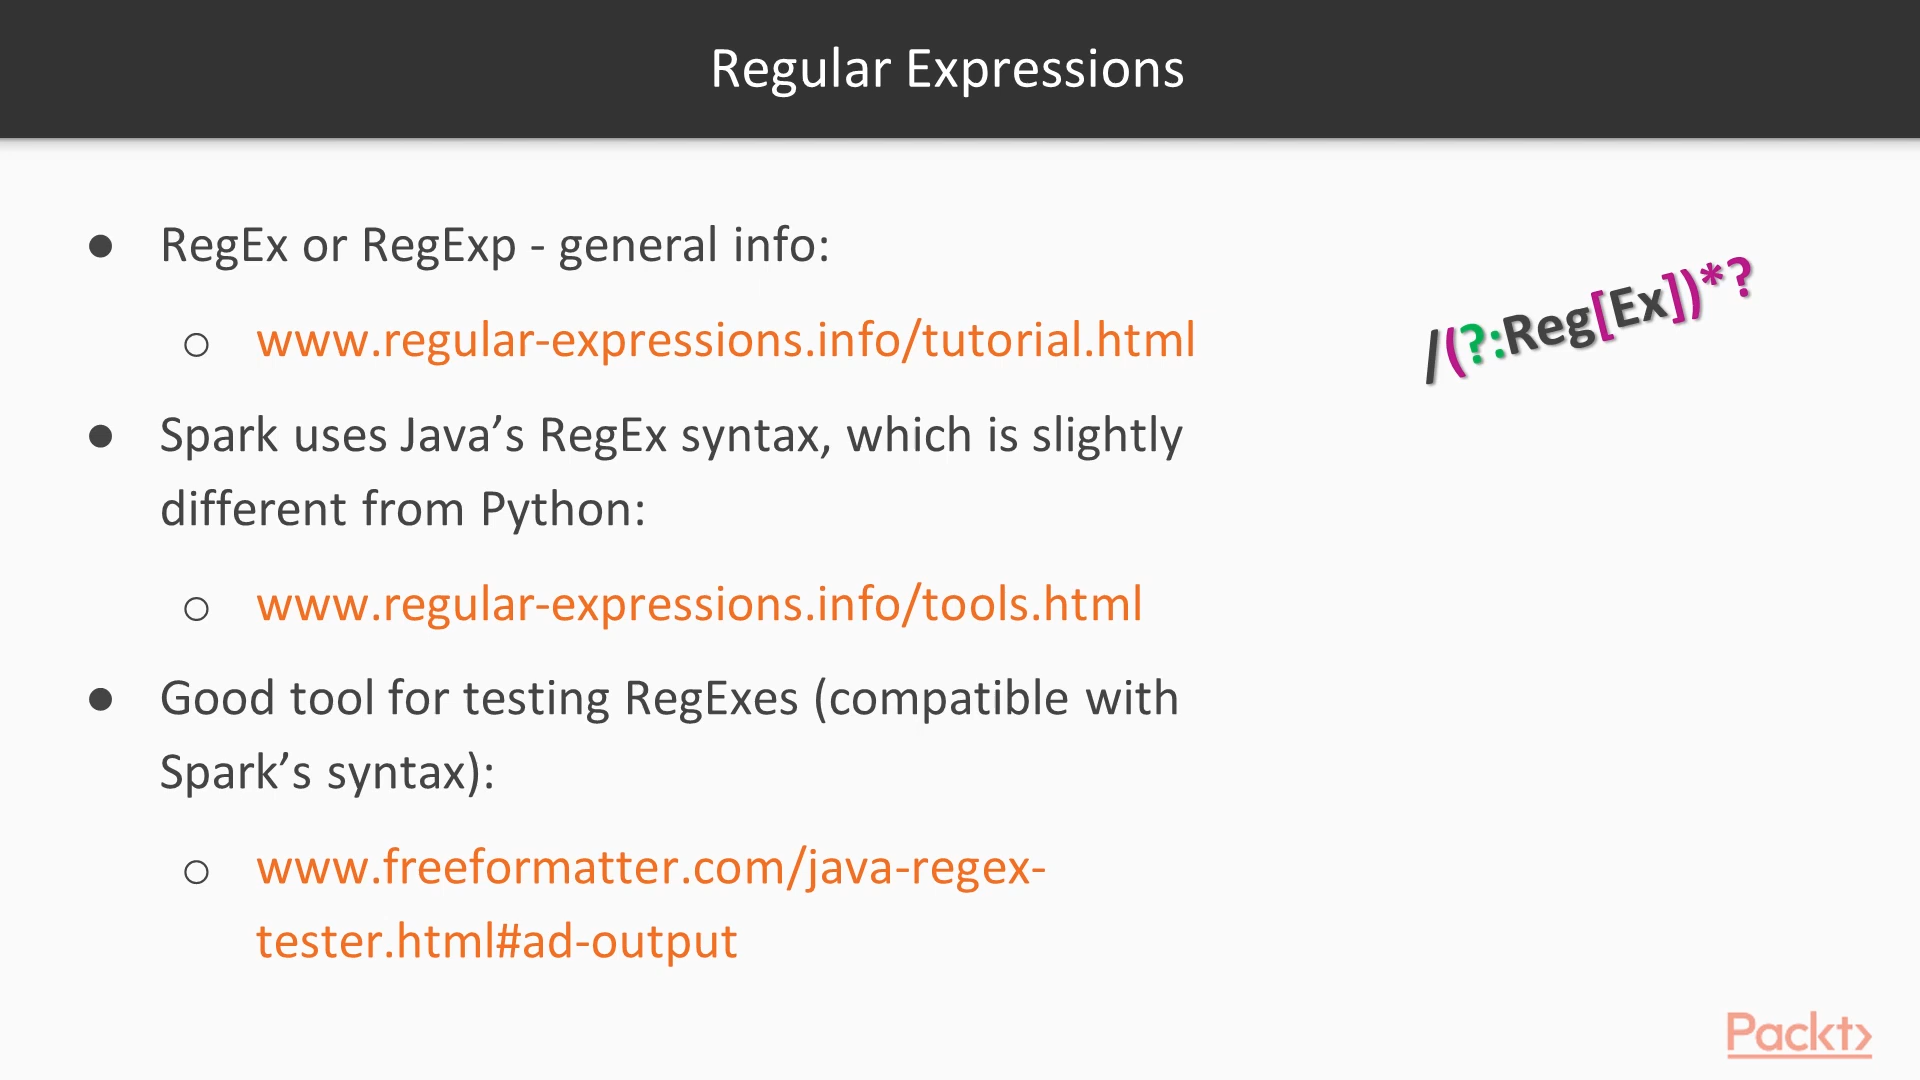 Regular Expressions
● RegEx or RegExp - general info:
○ www.regular-expressions.info/tutorial.html
/(?:Reg[Ex])*?
● Spark uses Java’s RegEx syntax, which is slightly
different from Python:
○ www.regular-expressions.info/tools.html
● Good tool for testing RegExes (compatible with
Spark’s syntax):
○ www.freeformatter.com/java-regex-
tester.html#ad-output
Packt>